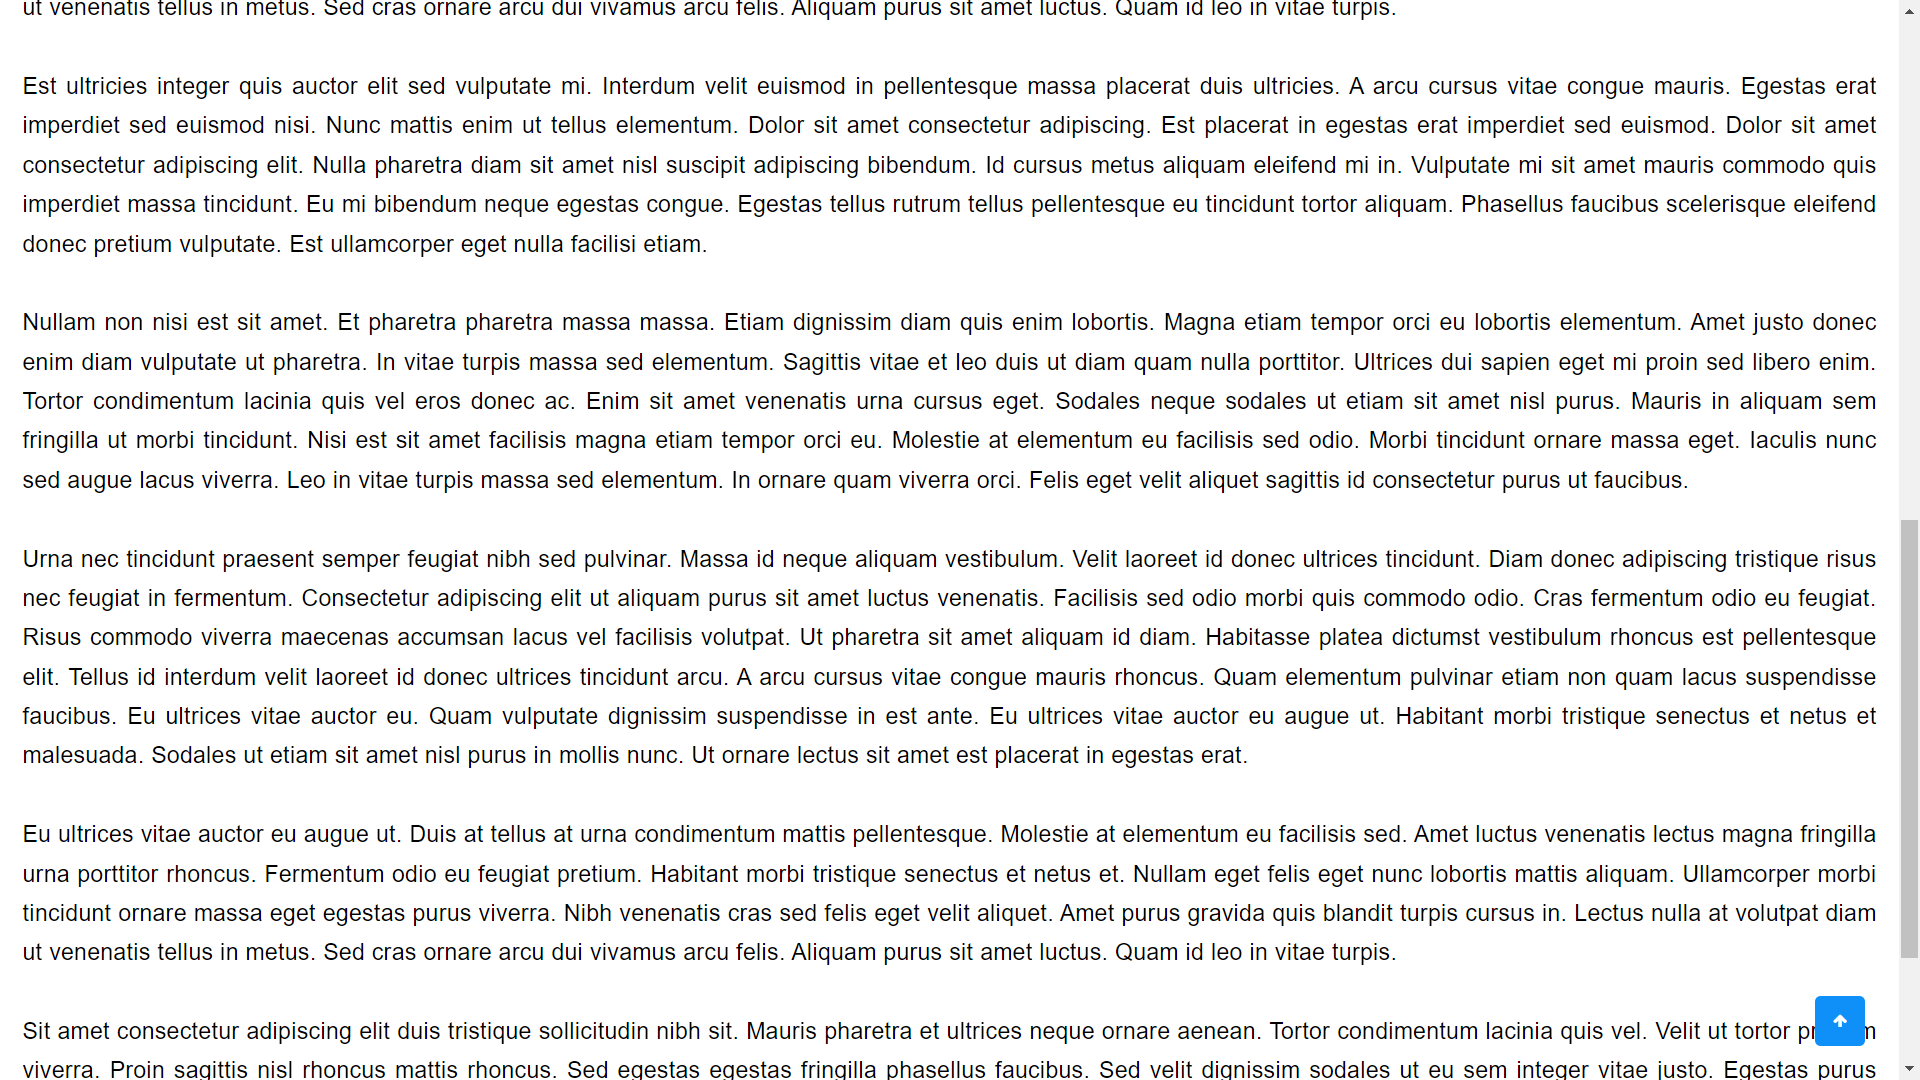 ut venenatis tellus in metus. Sed cras ornare arcu dui vivamus arcu felis. Aliquam purus sit amet luctus. Quam id leo in vitae turpis.
Est ultricies integer quis auctor elit sed vulputate mi. Interdum velit euismod in pellentesque massa placerat duis ultricies. A arcu cursus vitae congue mauris. Egestas erat
imperdiet sed euismod nisi. Nunc mattis enim ut tellus elementum. Dolor sit amet consectetur adipiscing. Est placerat in egestas erat imperdiet sed euismod. Dolor sit amet
consectetur adipiscing elit. Nulla pharetra diam sit amet nisl suscipit adipiscing bibendum. Id cursus metus aliquam eleifend mi in. Vulputate mi sit amet mauris commodo quis
imperdiet massa tincidunt. Eu mi bibendum neque egestas congue. Egestas tellus rutrum tellus pellentesque eu tincidunt tortor aliquam. Phasellus faucibus scelerisque eleifend
donec pretium vulputate. Est ullamcorper eget nulla facilisi etiam.
Nullam non nisi est sit amet. Et pharetra pharetra massa massa. Etiam dignissim diam quis enim lobortis. Magna etiam tempor orci eu lobortis elementum. Amet justo donec
enim diam vulputate ut pharetra. In vitae turpis massa sed elementum. Sagittis vitae et leo duis ut diam quam nulla porttitor. Ultrices dui sapien eget mi proin sed libero enim.
Tortor condimentum lacinia quis vel eros donec ac. Enim sit amet venenatis urna cursus eget. Sodales neque sodales ut etiam sit amet nisl purus. Mauris in aliquam sem
fringilla ut morbi tincidunt. Nisi est sit amet facilisis magna etiam tempor orci eu. Molestie at elementum eu facilisis sed odio. Morbi tincidunt ornare massa eget. Iaculis nunc
sed augue lacus viverra. Leo in vitae turpis massa sed elementum. In ornare quam viverra orci. Felis eget velit aliquet sagittis id consectetur purus ut faucibus.
Urna nec tincidunt praesent semper feugiat nibh sed pulvinar. Massa id neque aliquam vestibulum. Velit laoreet id donec ultrices tincidunt. Diam donec adipiscing tristique risus
nec feugiat in fermentum. Consectetur adipiscing elit ut aliquam purus sit amet luctus venenatis. Facilisis sed odio morbi quis commodo odio. Cras fermentum odio eu feugiat.
Risus commodo viverra maecenas accumsan lacus vel facilisis volutpat. Ut pharetra sit amet aliquam id diam. Habitasse platea dictumst vestibulum rhoncus est pellentesque
elit. Tellus id interdum velit laoreet id donec ultrices tincidunt arcu. A arcu cursus vitae congue mauris rhoncus. Quam elementum pulvinar etiam non quam lacus suspendisse
faucibus. Eu ultrices vitae auctor eu. Quam vulputate dignissim suspendisse in est ante. Eu ultrices vitae auctor eu augue ut. Habitant morbi tristique senectus et netus et
malesuada. Sodales ut etiam sit amet nisl purus in mollis nunc. Ut ornare lectus sit amet est placerat in egestas erat.
Eu ultrices vitae auctor eu augue ut. Duis at tellus at urna condimentum mattis pellentesque. Molestie at elementum eu facilisis sed. Amet luctus venenatis lectus magna fringilla
urna porttitor rhoncus. Fermentum odio eu feugiat pretium. Habitant morbi tristique senectus et netus et. Nullam eget felis eget nunc lobortis mattis aliquam. Ullamcorper morbi
tincidunt ornare massa eget egestas purus viverra. Nibh venenatis cras sed felis eget velit aliquet. Amet purus gravida quis blandit turpis cursus in. Lectus nulla at volutpat diam
ut venenatis tellus in metus. Sed cras ornare arcu dui vivamus arcu felis. Aliquam purus sit amet luctus. Quam id leo in vitae turpis.
Sit amet consectetur adipiscing elit duis tristique sollicitudin nibh sit. Mauris pharetra et ultrices neque ornare aenean. Tortor condimentum lacinia quis vel. Velit ut tortor
viverra. Proin sagittis nisl rhoncus mattis rhoncus. Sed egestas egestas fringilla phasellus faucibus. Sed velit dignissim sodales ut eu sem integer vitae justo. Egestas purus